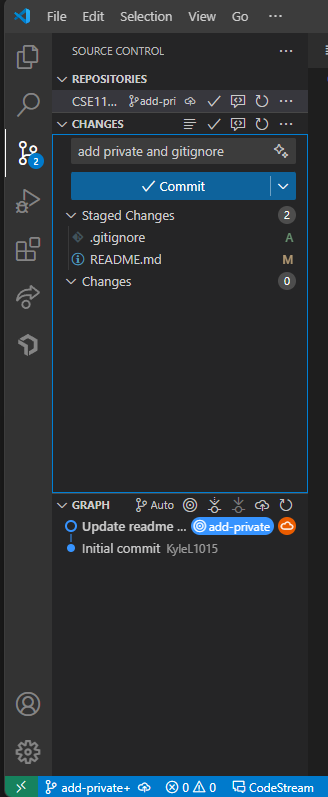 File Edit Selection View Go ···
SOURCE CONTROL ···
REPOSITORIES
CSE11... add-pri ···
CHANGES ···
add private and gitignore
Commit
Staged Changes 2
.gitignore A
README.md M
Changes 0
2
GRAPH Auto
Update readme ... add-private
Initial commit KyleL1015
add-private+ 0 0 CodeStream